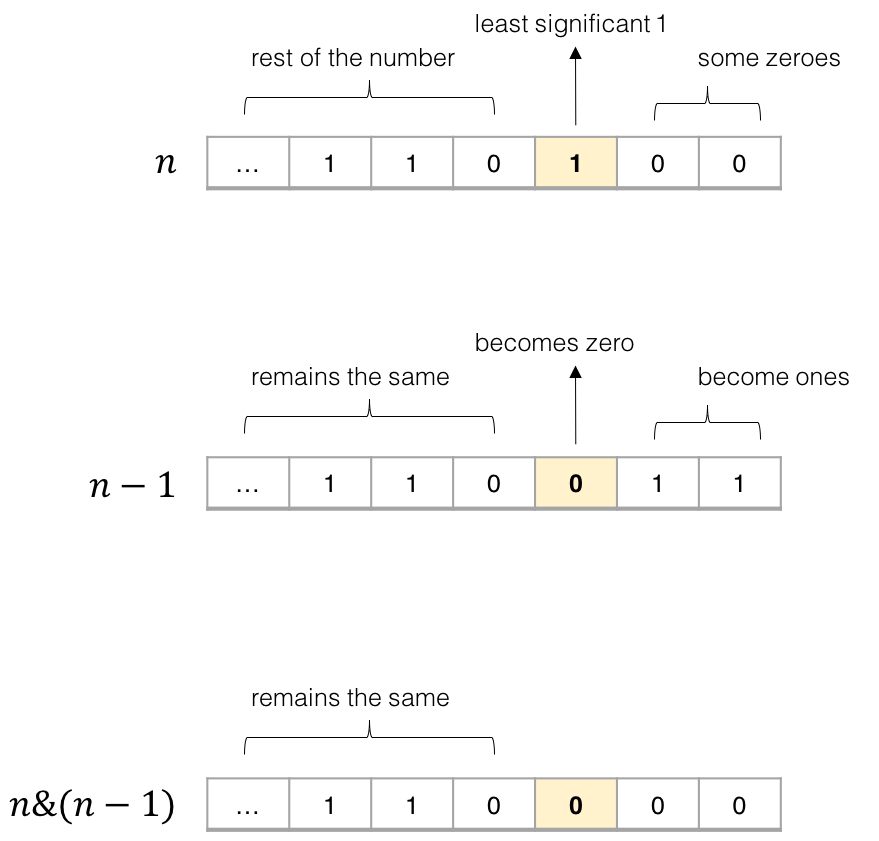 least significant 1
rest of the number
some zeroes
n ... 1 1 0 1 0 0
becomes zero
remains the same
become ones
n − 1 ... 1 1 0 0 1 1
remains the same
n&(n − 1) ... 1 1 0 0 0 0